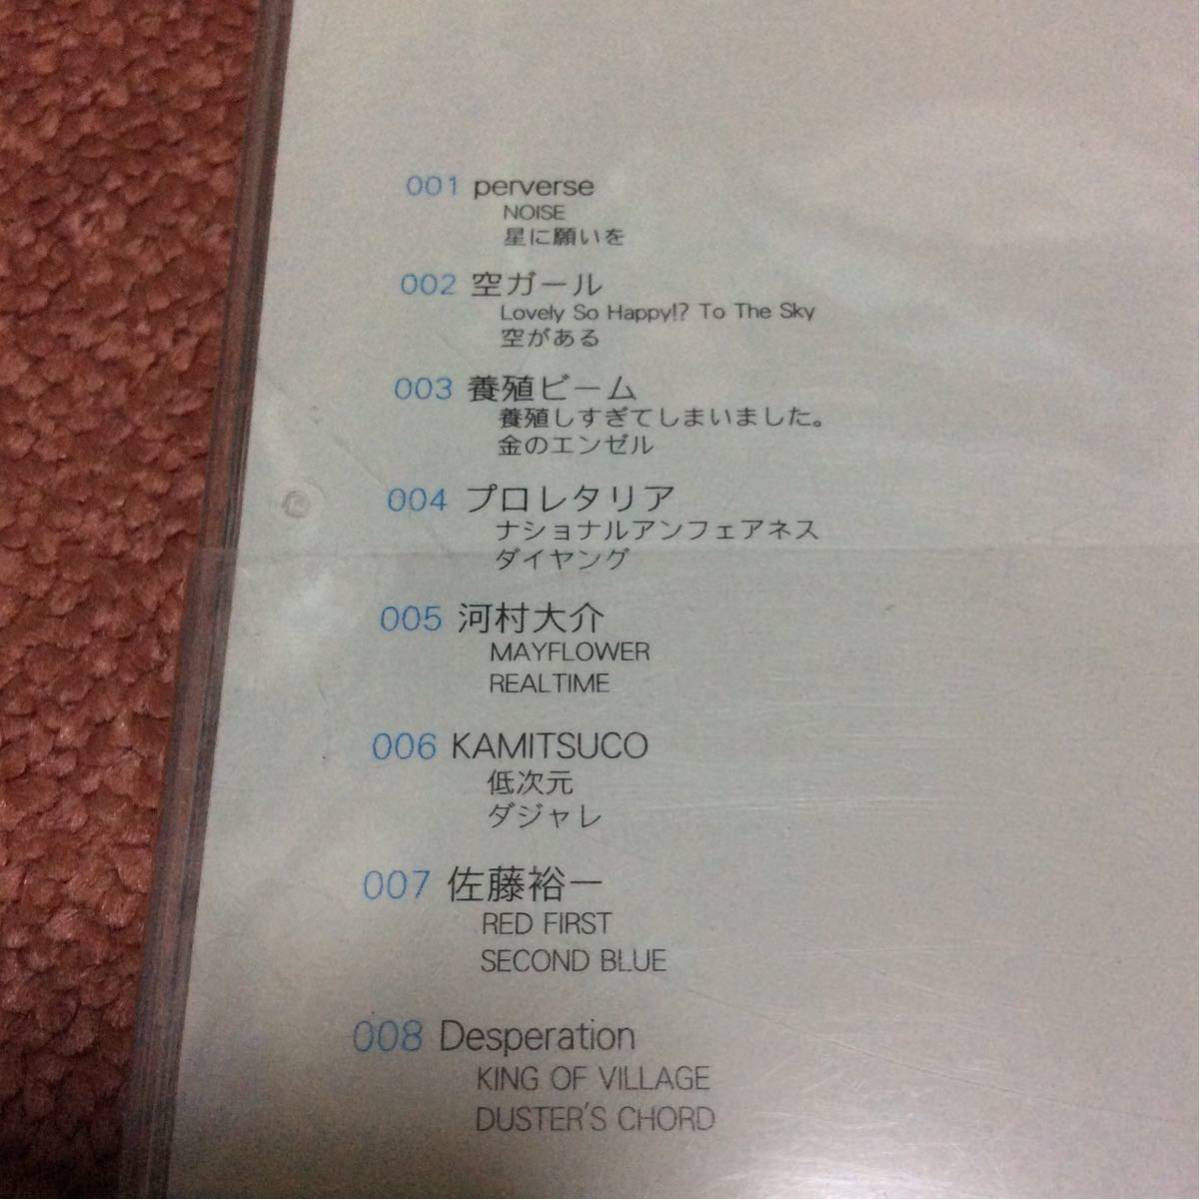 001 perverse
NOISE
星に願いを
002 空ガール
Lovely So Happy!? To The Sky
空がある
003 養殖ビーム
養殖しすぎてしまいました。
金のエンゼル
004 プロレタリア
ナショナルアンフェアネス
ダイヤング
005 河村大介
MAYFLOWER
REALTIME
006 KAMITSUCO
低次元
ダジャレ
007 佐藤裕一
RED FIRST
SECOND BLUE
008 Desperation
KING OF VILLAGE
DUSTER'S CHORD